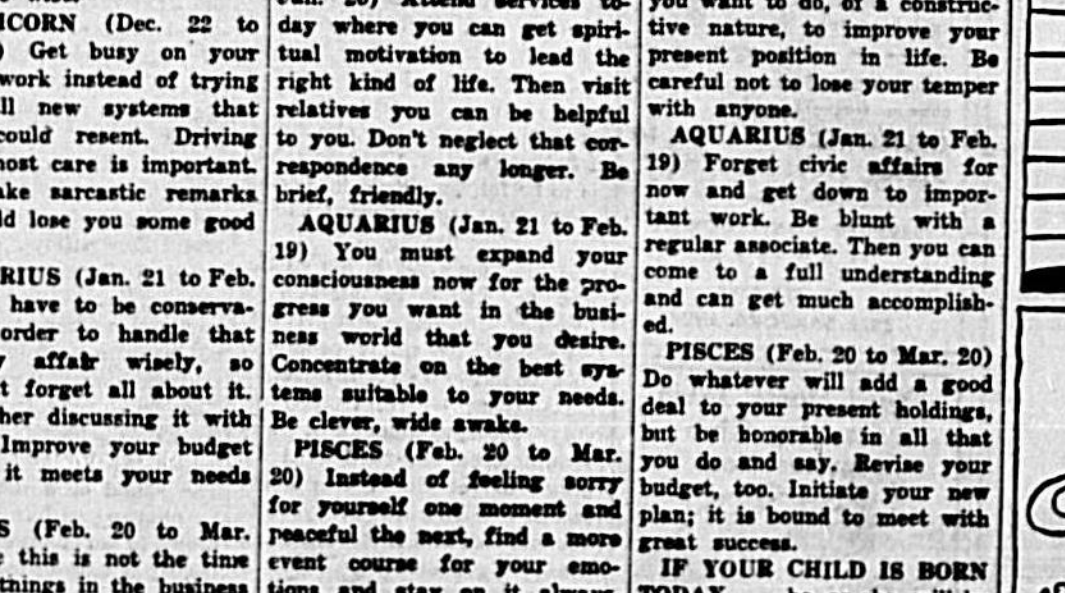 ICORN (Dec. 22 to
) Get busy on your
work instead of trying
ll new systems that
could resent. Driving
most care is important.
ake sarcastic remarks
ld lose you some good
RIUS (Jan. 21 to Feb.
have to be conserva-
order to handle that
y affair wisely, so
t forget all about it.
her discussing it with
Improve your budget
it meets your needs
S (Feb. 20 to Mar.
e this is not the time
things in the business
Jan. 20) Attend services to-
day where you can get spiri-
tual motivation to lead the
right kind of life. Then visit
relatives you can be helpful
to you. Don't neglect that cor-
respondence any longer. Be
brief, friendly.
AQUARIUS (Jan. 21 to Feb.
19) You must expand your
consciousness now for the pro-
gress you want in the busi-
ness world that you desire.
Concentrate on the best sys-
tems suitable to your needs.
Be clever, wide awake.
PISCES (Feb. 20 to Mar.
20) Instead of feeling sorry
for yourself one moment and
peaceful the next, find a more
event course for your emo-
tions and stay on it always.
you want to do, of a construc-
tive nature, to improve your
present position in life. Be
careful not to lose your temper
with anyone.
AQUARIUS (Jan. 21 to Feb.
19) Forget civic affairs for
now and get down to impor-
tant work. Be blunt with a
regular associate. Then you can
come to a full understanding
and can get much accomplish-
ed.
PISCES (Feb. 20 to Mar. 20)
Do whatever will add a good
deal to your present holdings,
but be honorable in all that
you do and say. Revise your
budget, too. Initiate your new
plan; it is bound to meet with
great success.
IF YOUR CHILD IS BORN
TODAY